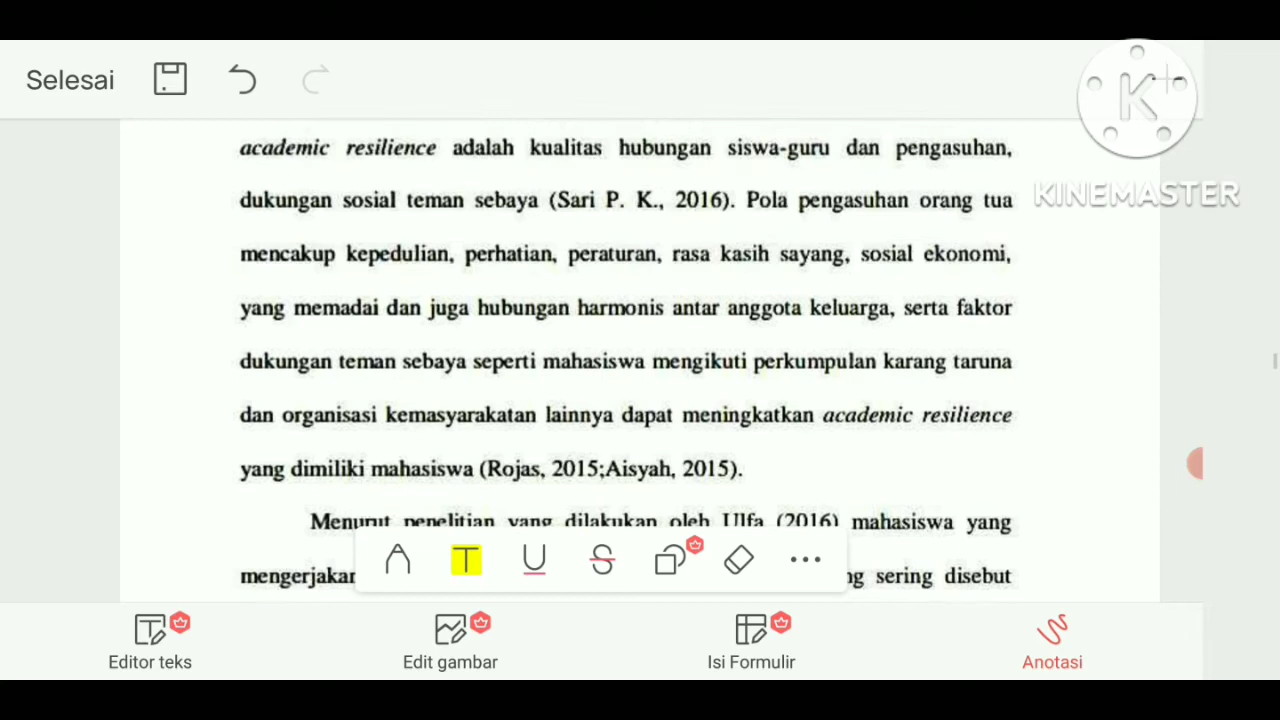 Selesai
KINEMASTER
academic resilience adalah kualitas hubungan siswa-guru dan pengasuhan,
dukungan sosial teman sebaya (Sari P. K., 2016). Pola pengasuhan orang tua
mencakup kepedulian, perhatian, peraturan, rasa kasih sayang, sosial ekonomi,
yang memadai dan juga hubungan harmonis antar anggota keluarga, serta faktor
dukungan teman sebaya seperti mahasiswa mengikuti perkumpulan karang taruna
dan organisasi kemasyarakatan lainnya dapat meningkatkan academic resilience
yang dimiliki mahasiswa (Rojas, 2015;Aisyah, 2015).
Menurut penelitian yang dilakukan oleh Ulfa (2016) mahasiswa yang
mengerjakan sering disebut
Editor teks
Edit gambar
Isi Formulir
Anotasi